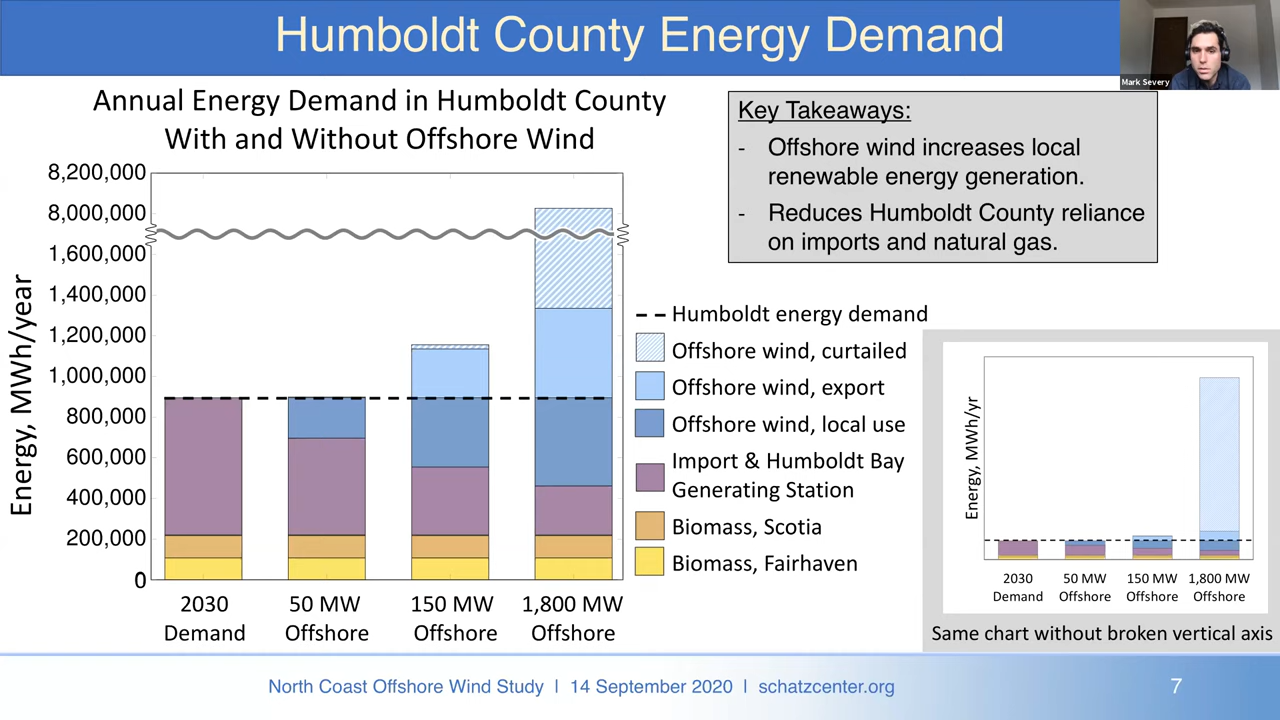 Humboldt County Energy Demand
Mark Severy
Annual Energy Demand in Humboldt County
With and Without Offshore Wind
Key Takeaways:
- Offshore wind increases local
renewable energy generation.
- Reduces Humboldt County reliance
on imports and natural gas.
Energy, MWh/year
8,200,000
8,000,000
1,600,000
1,400,000
1,200,000
1,000,000
800,000
600,000
400,000
200,000
0
2030
Demand
50 MW
Offshore
150 MW
Offshore
1,800 MW
Offshore
Humboldt energy demand
Offshore wind, curtailed
Offshore wind, export
Offshore wind, local use
Import & Humboldt Bay
Generating Station
Biomass, Scotia
Biomass, Fairhaven
Energy, MWh/yr
2030
Demand
50 MW
Offshore
150 MW
Offshore
1,800 MW
Offshore
Same chart without broken vertical axis
North Coast Offshore Wind Study | 14 September 2020 | schatzcenter.org
7